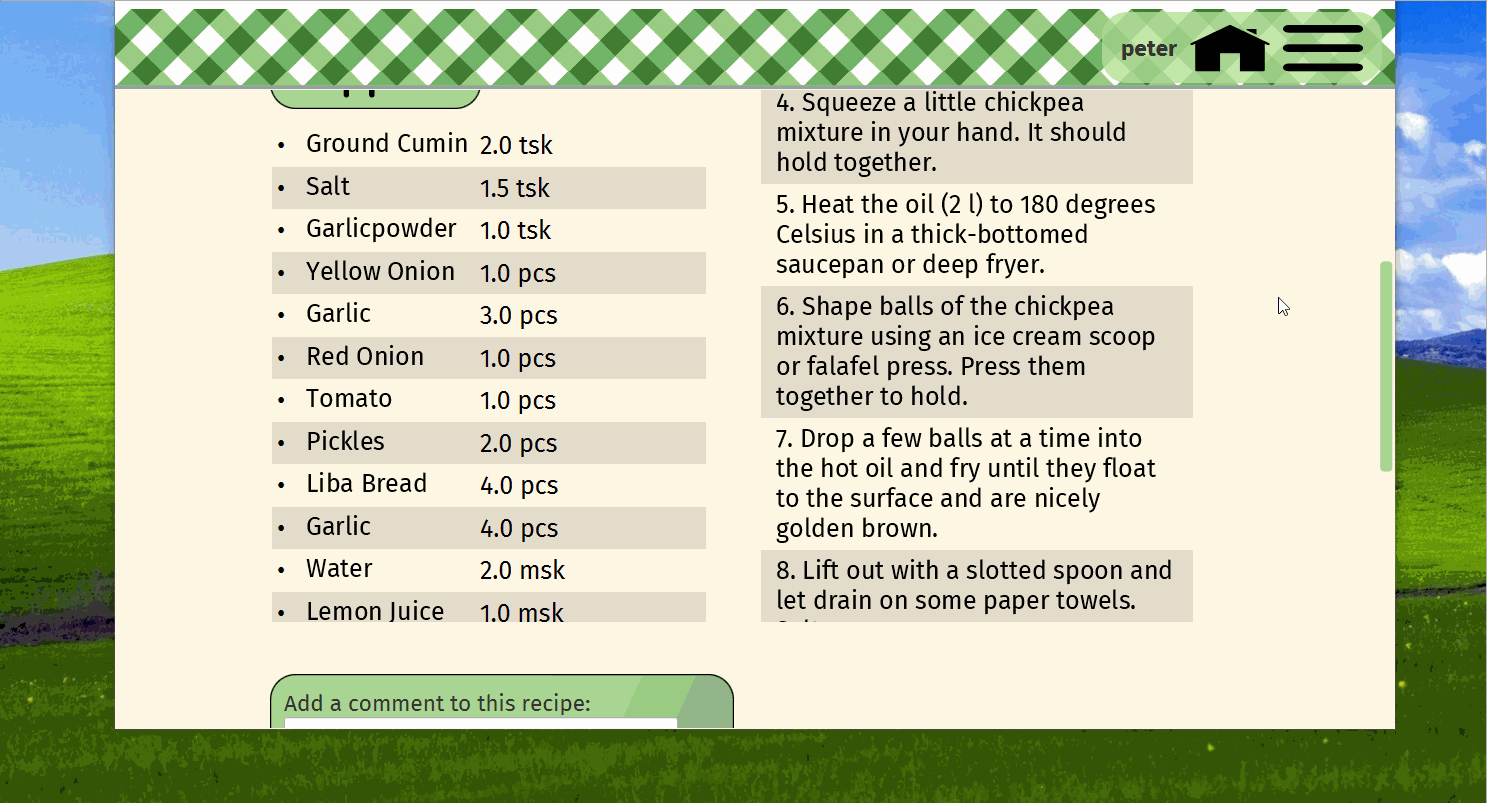 peter
• Ground Cumin 2.0 tsk
• Salt 1.5 tsk
• Garlicpowder 1.0 tsk
• Yellow Onion 1.0 pcs
• Garlic 3.0 pcs
• Red Onion 1.0 pcs
• Tomato 1.0 pcs
• Pickles 2.0 pcs
• Liba Bread 4.0 pcs
• Garlic 4.0 pcs
• Water 2.0 msk
• Lemon Juice 1.0 msk
4. Squeeze a little chickpea
mixture in your hand. It should
hold together.
5. Heat the oil (2 l) to 180 degrees
Celsius in a thick-bottomed
saucepan or deep fryer.
6. Shape balls of the chickpea
mixture using an ice cream scoop
or falafel press. Press them
together to hold.
7. Drop a few balls at a time into
the hot oil and fry until they float
to the surface and are nicely
golden brown.
8. Lift out with a slotted spoon and
let drain on some paper towels.
Add a comment to this recipe: